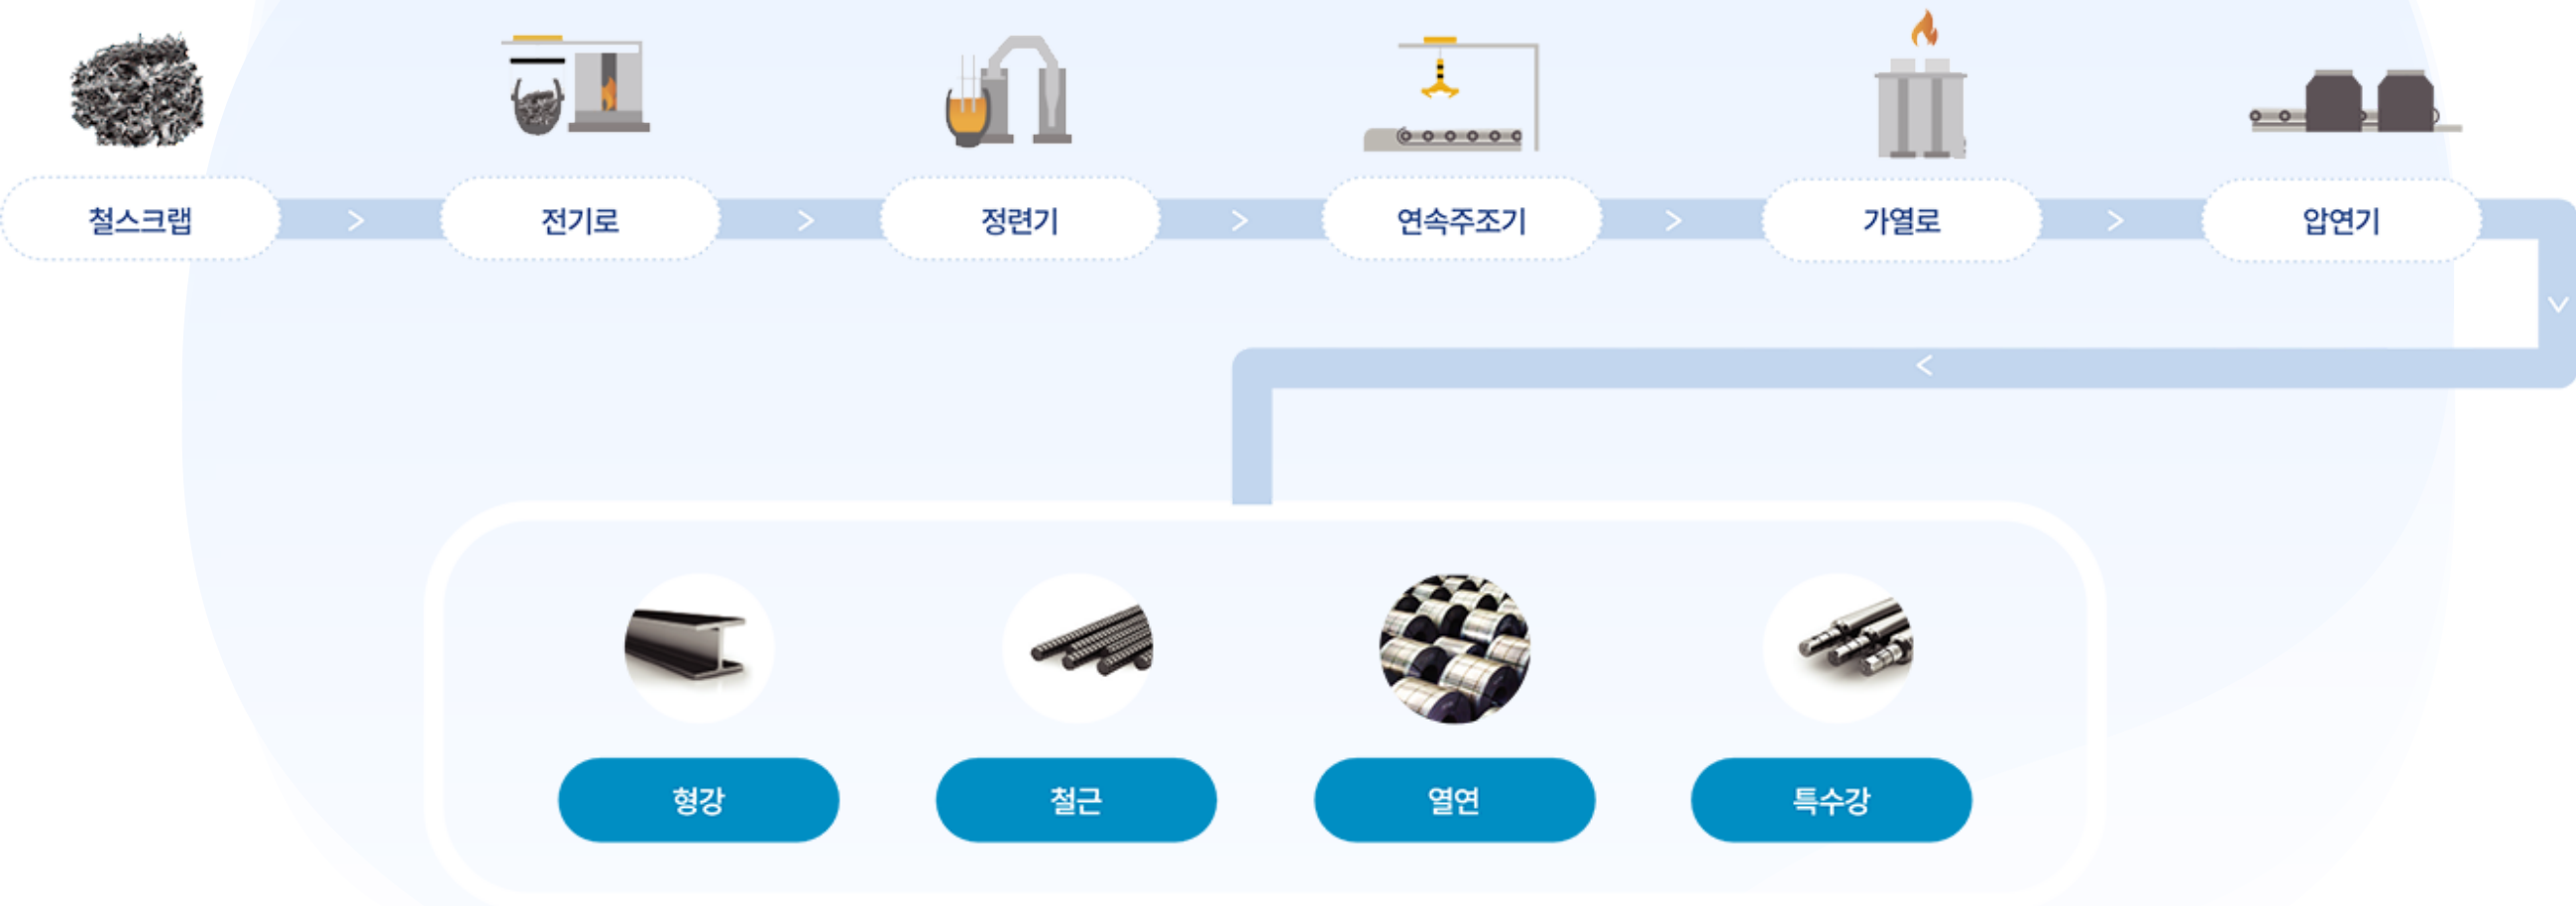 철스크랩
전기로
정련기
연속주조기
가열로
압연기
형강
철근
열연
특수강